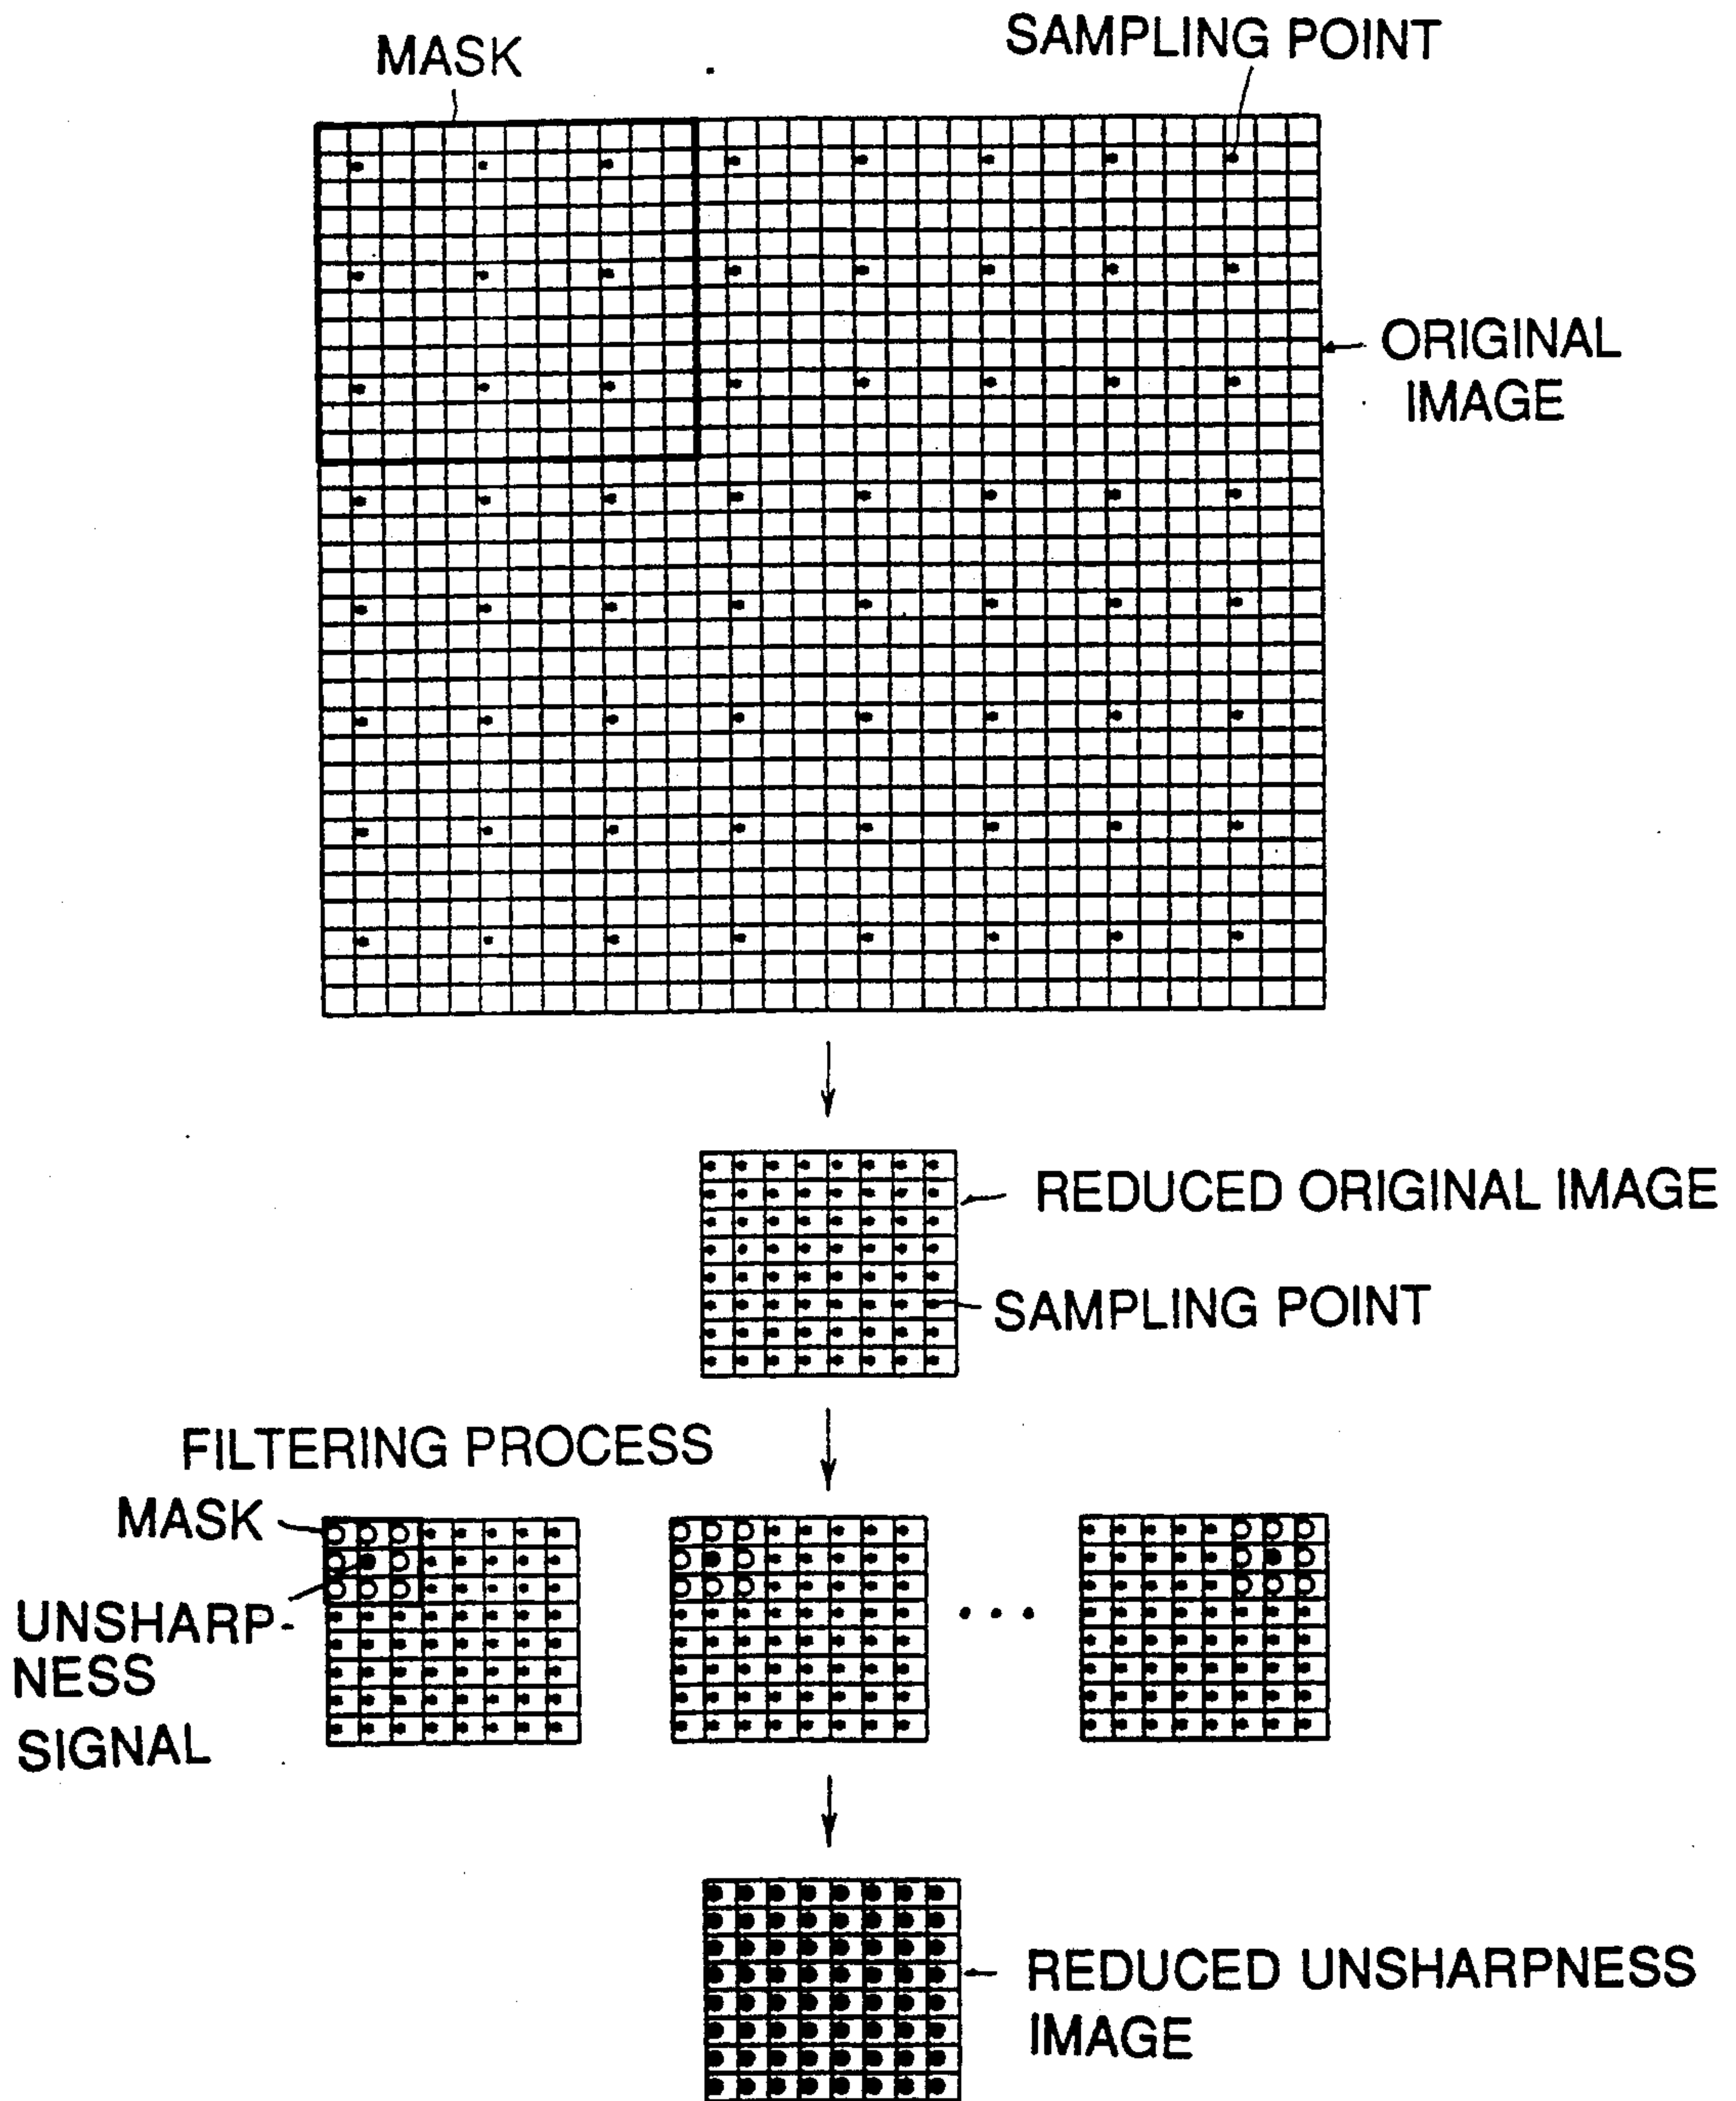 MASK
SAMPLING POINT
ORIGINAL
IMAGE
REDUCED ORIGINAL IMAGE
SAMPLING POINT
FILTERING PROCESS
MASK
UNSHARP-
NESS
SIGNAL
REDUCED UNSHARPNESS
IMAGE